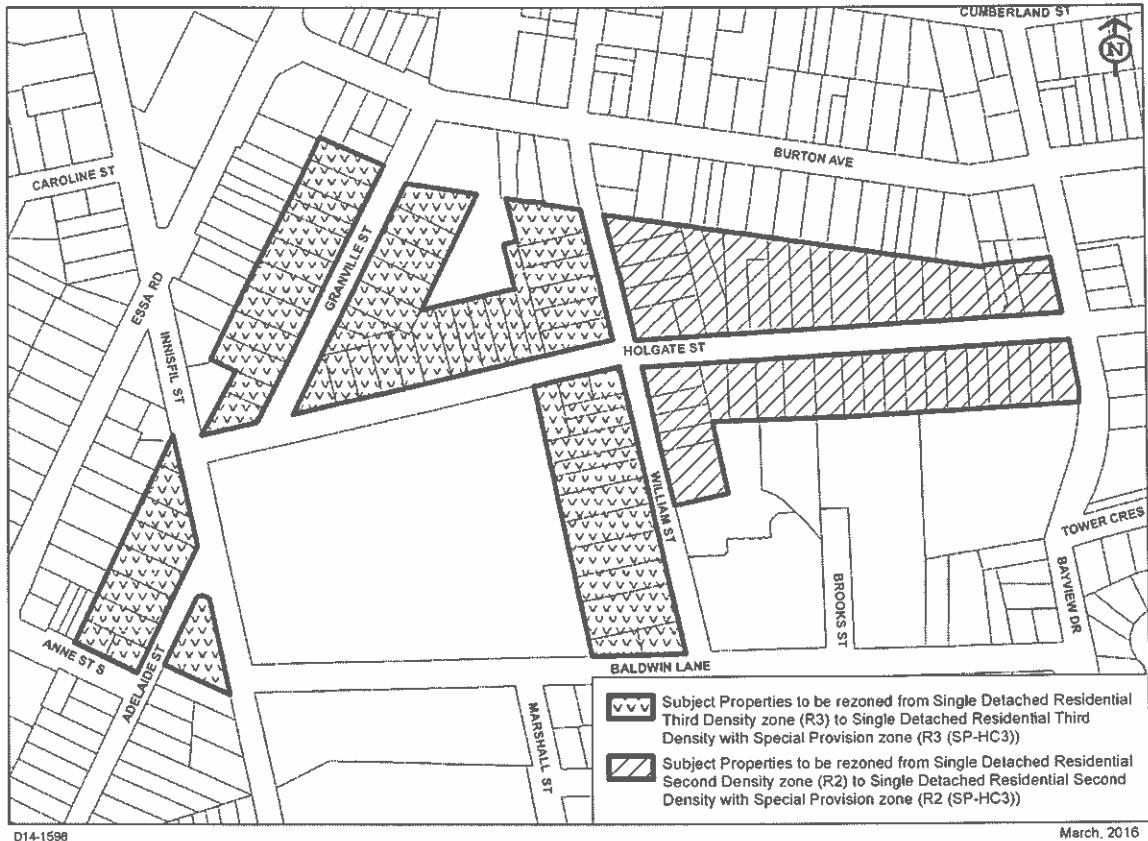 CUMBERLAND ST
N
BURTON AVE
CAROLINE ST
GRANVILLE ST
ESSA RD
INNISFIL ST
HOLGATE ST
WILLIAM ST
TOWER CRES
BROOKS ST
BAYVIEW DR
ANNE ST S
ADELAIDE ST
BALDWIN LANE
MARSHALL ST
Subject Properties to be rezoned from Single Detached Residential
Third Density zone (R3) to Single Detached Residential Third
Density with Special Provision zone (R3 (SP-HC3))
Subject Properties to be rezoned from Single Detached Residential
Second Density zone (R2) to Single Detached Residential Second
Density with Special Provision zone (R2 (SP-HC3))
D14-1598
March, 2016